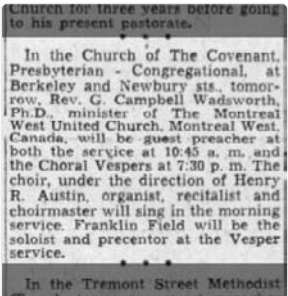 Church for three years before going
to his present pastorate.
• • •
In the Church of The Covenant,
Presbyterian - Congregational, at
Berkeley and Newbury sts., tomor-
row, Rev. G. Campbell Wadsworth,
Ph.D., minister of The Montreal
West United Church, Montreal West,
Canada, will be guest preacher at
both the service at 10:45 a. m. and
the Choral Vespers at 7:30 p. m. The
choir, under the direction of Henry
R. Austin, organist, recitalist and
choirmaster will sing in the morning
service. Franklin Field will be the
soloist and precentor at the Vesper
service.
• • •
In the Tremont Street Methodist